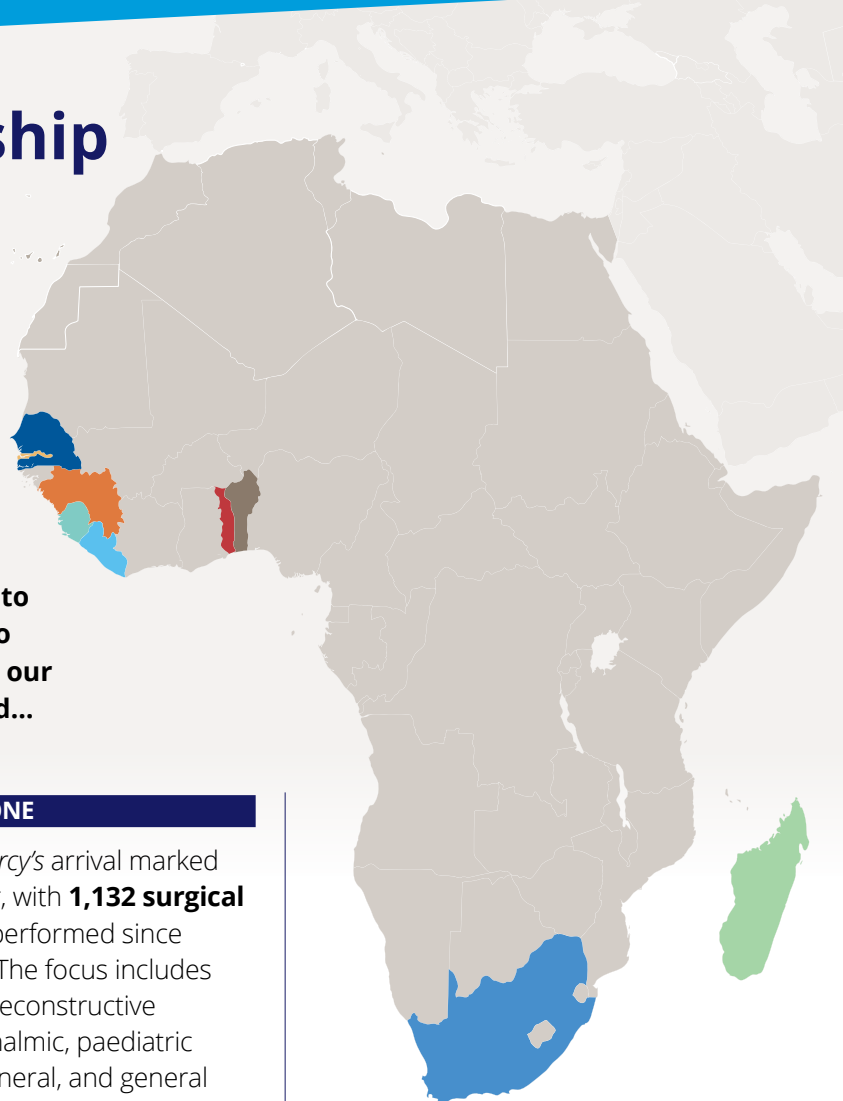 ship
to
o
our
d...
ONE
rcy's arrival marked
, with 1,132 surgical
performed since
The focus includes
econstructive
nalmic, paediatric
neral, and general